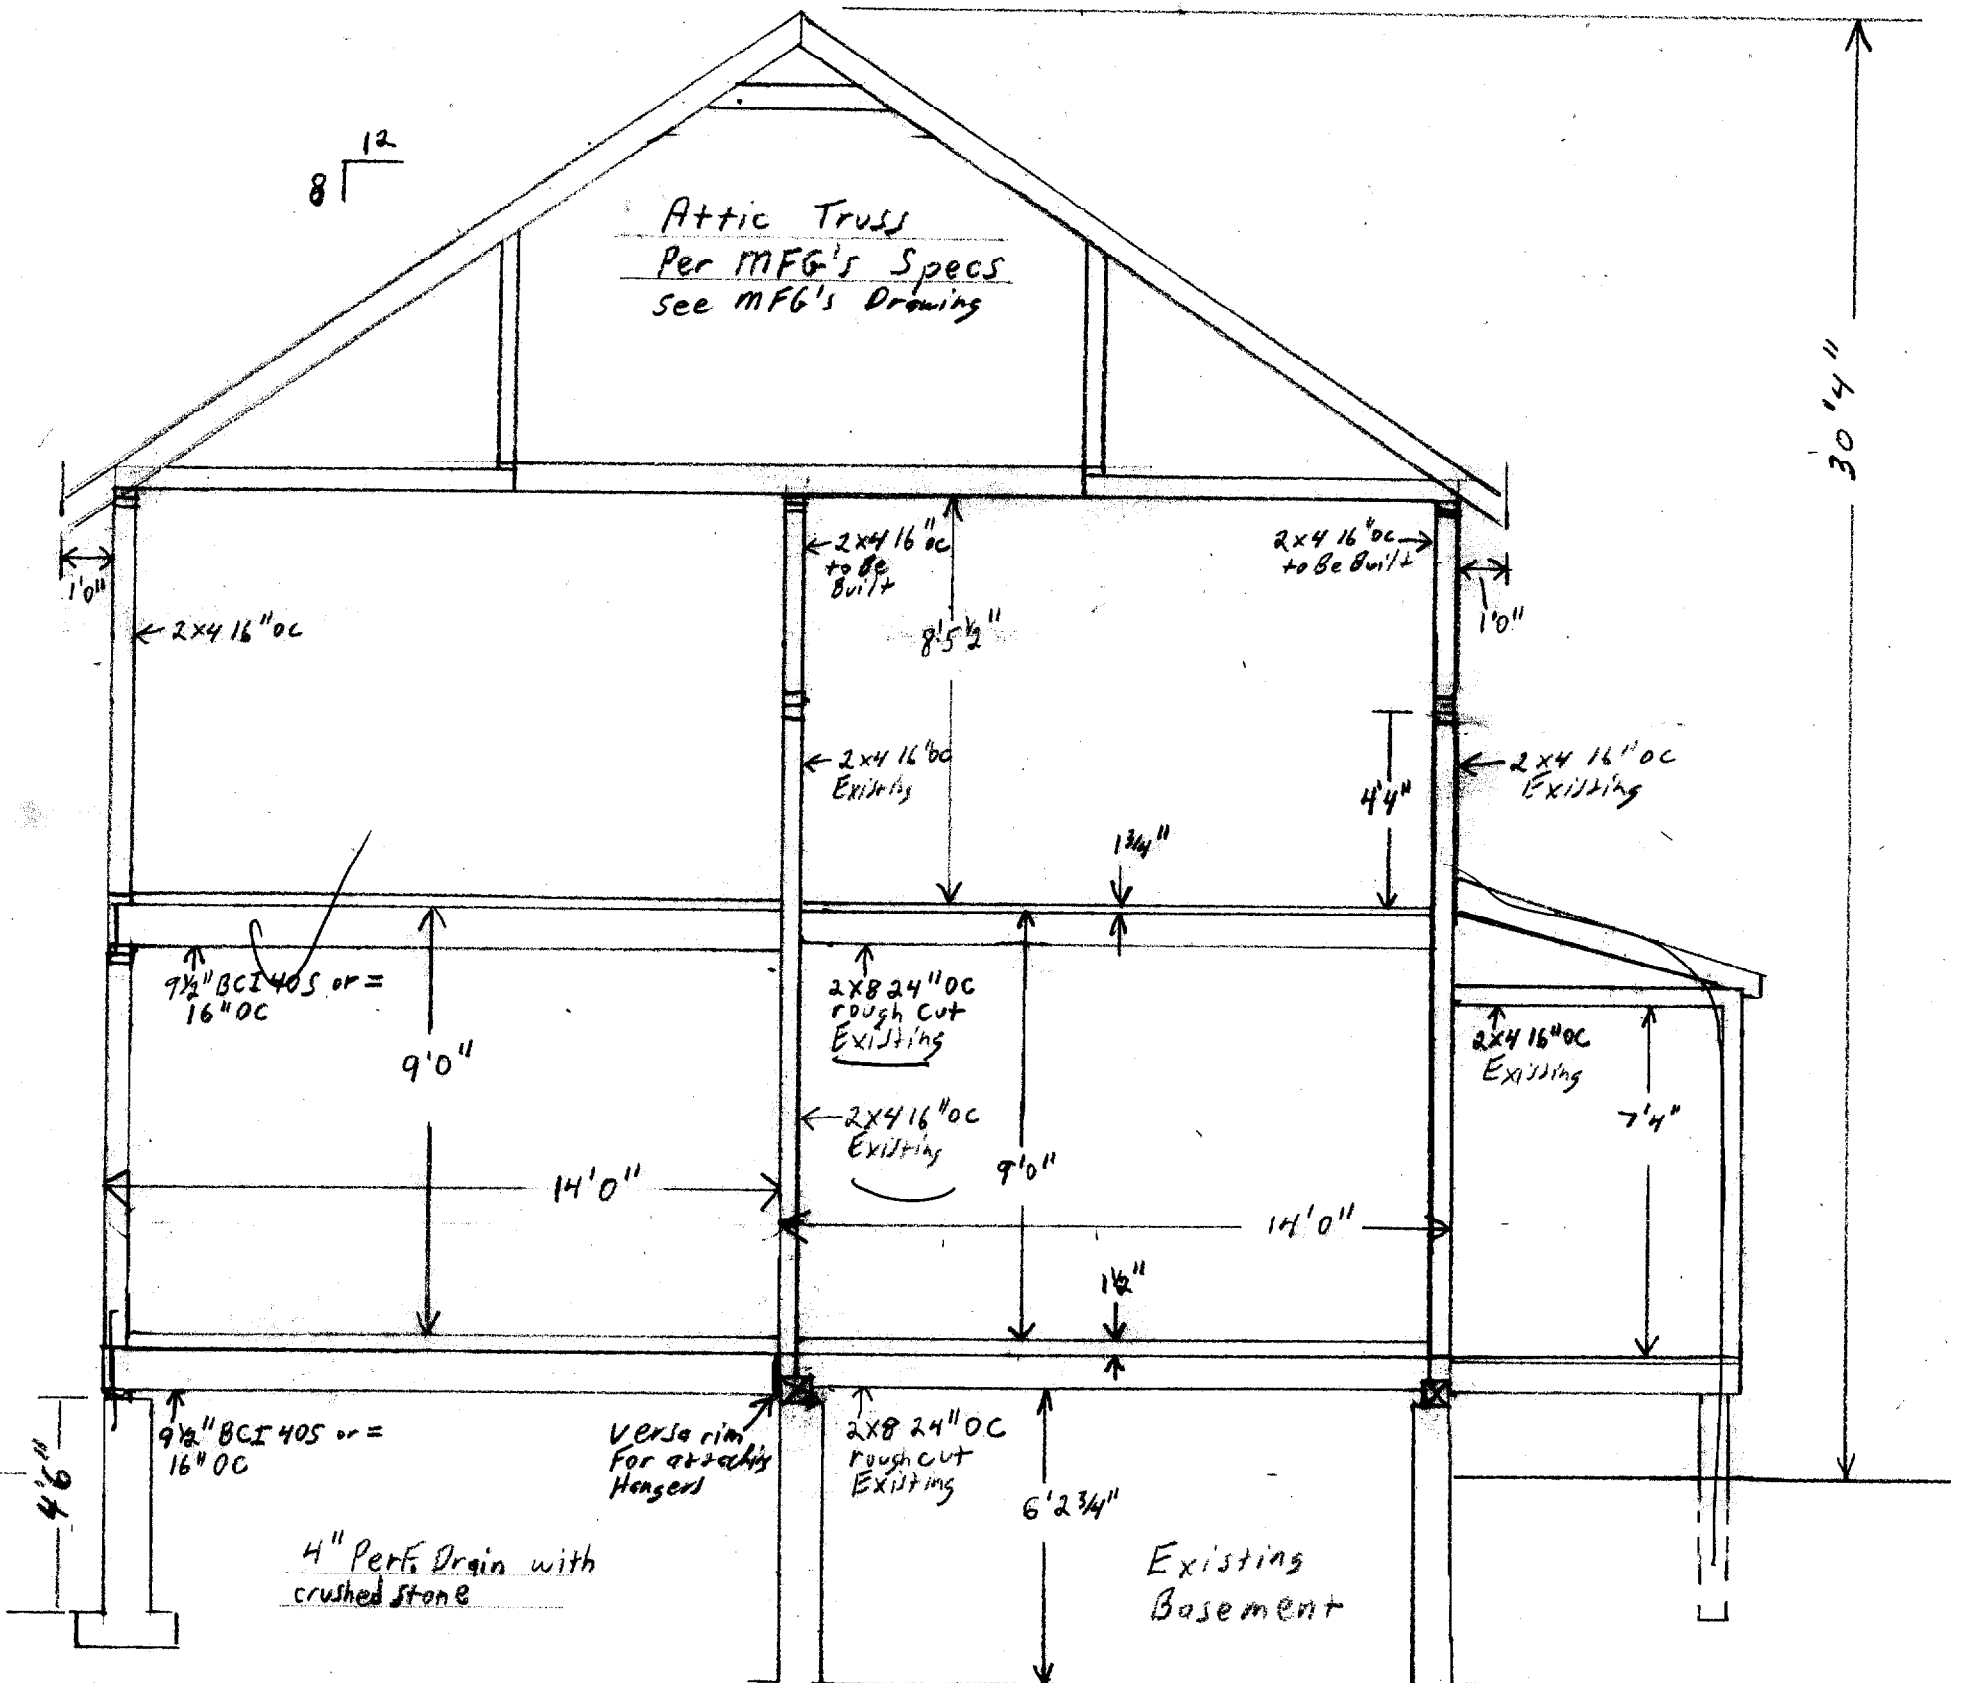 12
8
Attic Truss
Per MFG's Specs
see MFG's Drawing
30'4"
2x4 16"oc
to Be
Built
2x4 16"oc
to Be Built
1'0"
1'0"
2x4 16"oc
8'5½"
2x4 16"oc
Existing
4'4"
2x4 16"oc
Existing
1¾"
9½" BCI 40S or =
16"OC
2x8 24"OC
rough cut
Existing
2x4 16"OC
Existing
9'0"
2x416"OC
Existing
9'0"
7'4"
14'0"
14'0"
1½"
9½" BCI 40S or =
16"OC
Versa rim
For attach'g
Hangers
2x8 24"OC
rough cut
Existing
4'6"
6'2¾"
4" Perf. Drain with
crushed stone
Existing
Basement